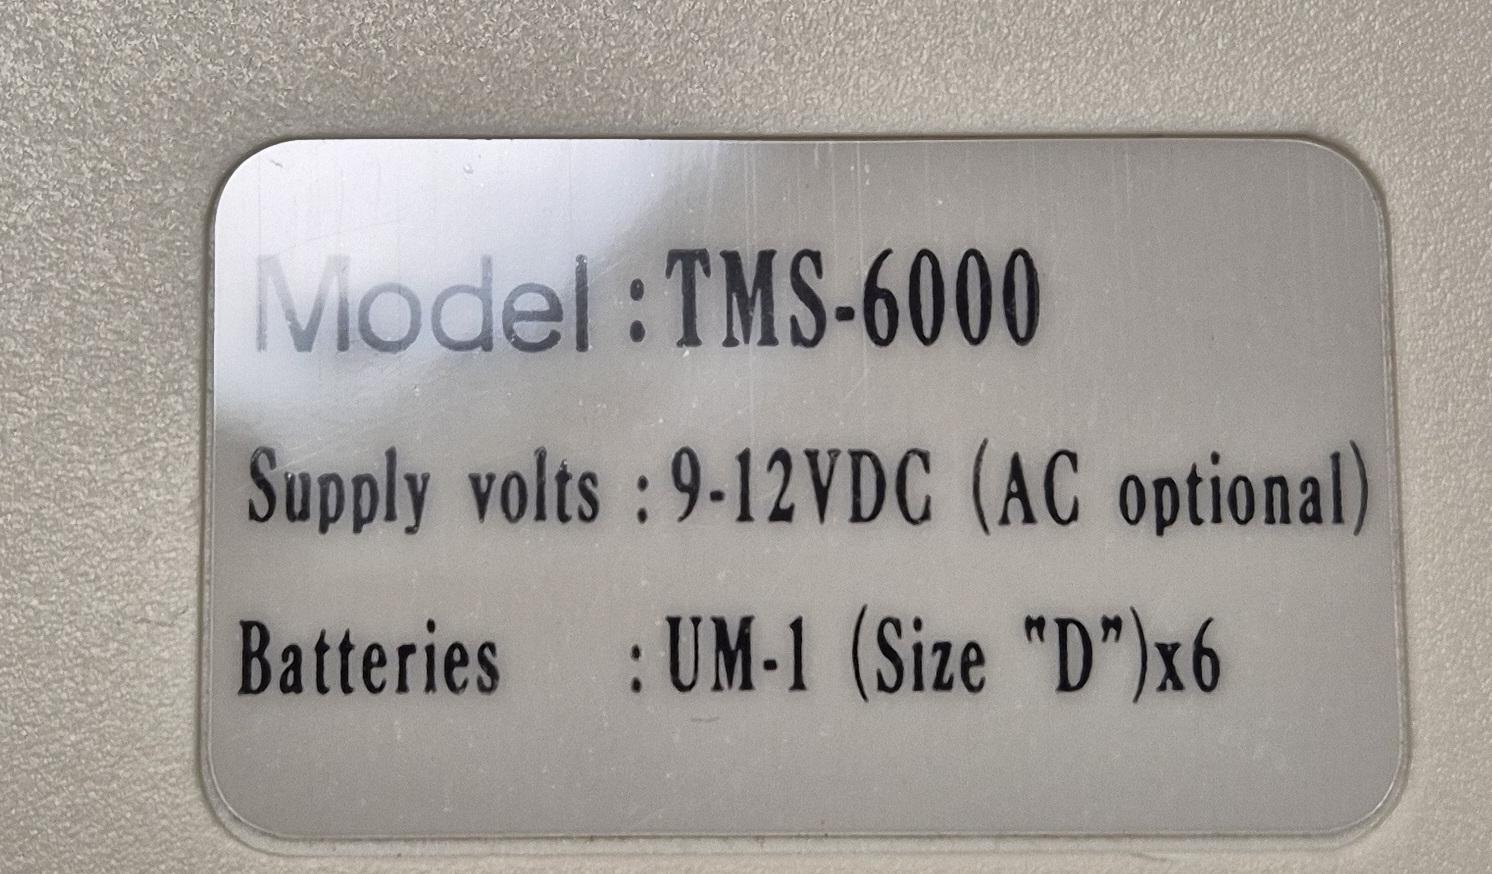 Model : TMS-6000
Supply volts : 9-12VDC (AC optional)
Batteries : UM-1 (Size "D")x6